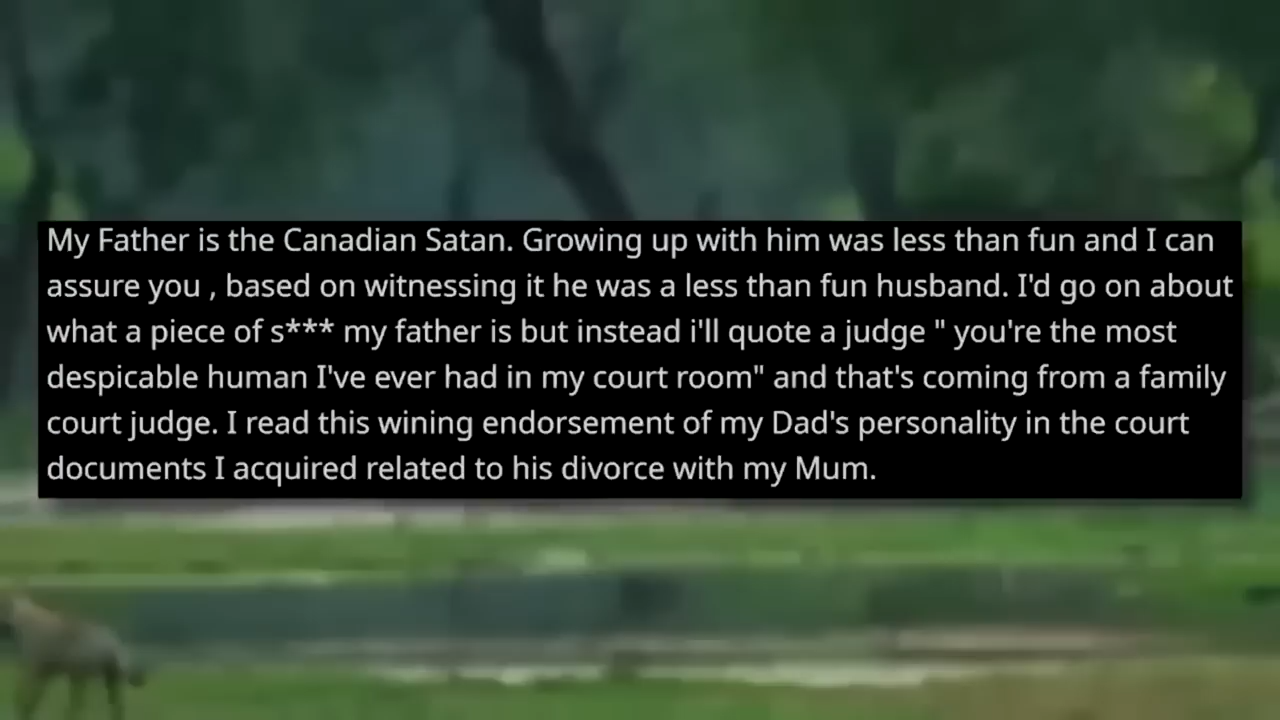 My Father is the Canadian Satan. Growing up with him was less than fun and I can
assure you , based on witnessing it he was a less than fun husband. I'd go on about
what a piece of s*** my father is but instead i'll quote a judge " you're the most
despicable human I've ever had in my court room" and that's coming from a family
court judge. I read this wining endorsement of my Dad's personality in the court
documents I acquired related to his divorce with my Mum.